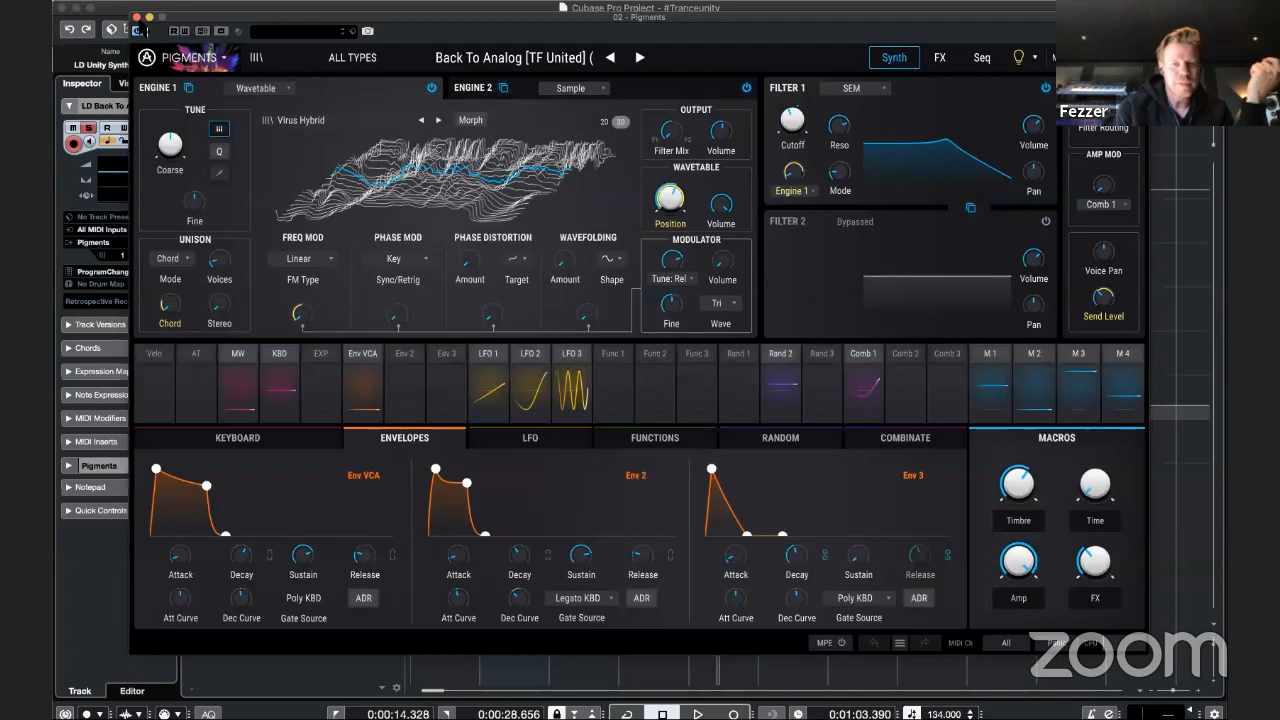 Cubase Pro Project - #Tranceunity
02 - Pigments
Name
LD Unity Synth
PIGMENTS
ALL TYPES
Back To Analog [TF United] (
Synth
FX
Seq
Fezzer
Inspector
LD Back To A
No Track Prese
All MIDI Inputs
Pigments
1
ProgramChang
No Drum Map
Retrospective Rec
Track Versions
Chords
Expression Map
Note Expressio
MIDI Modifiers
MIDI Inserts
Pigments
Notepad
Quick Controls
ENGINE 1
Wavetable
ENGINE 2
Sample
TUNE
Coarse
Q
Fine
Virus Hybrid
Morph
2D
3D
OUTPUT
Filter Mix
Volume
WAVETABLE
Position
Volume
UNISON
Chord
Mode
Voices
Chord
Stereo
FREQ MOD
Linear
FM Type
PHASE MOD
Key
Sync/Retrig
PHASE DISTORTION
Amount
Target
WAVEFOLDING
Amount
Shape
MODULATOR
Tune: Rel
Volume
Tri
Fine
Wave
FILTER 1
SEM
Cutoff
Reso
Engine 1
Mode
Volume
Pan
FILTER 2
Bypassed
Volume
Pan
Filter Routing
AMP MOD
Comb 1
Voice Pan
Send Level
Velo
AT
MW
KBD
EXP
Env VCA
Env 2
Env 3
LFO 1
LFO 2
LFO 3
Func 1
Func 2
Func 3
Rand 1
Rand 2
Rand 3
Comb 1
Comb 2
Comb 3
M 1
M 2
M 3
M 4
KEYBOARD
ENVELOPES
LFO
FUNCTIONS
RANDOM
COMBINATE
MACROS
Env VCA
Attack
Decay
Sustain
Release
Att Curve
Dec Curve
Poly KBD
Gate Source
ADR
Env 2
Attack
Decay
Sustain
Release
Att Curve
Dec Curve
Legato KBD
Gate Source
ADR
Env 3
Attack
Decay
Sustain
Release
Att Curve
Dec Curve
Poly KBD
Gate Source
ADR
Timbre
Time
Amp
FX
MPE
MIDI Ch
All
zoom
Track
Editor
AQ
0:00:14.328
0:00:28.656
0:01:03.390
134.000